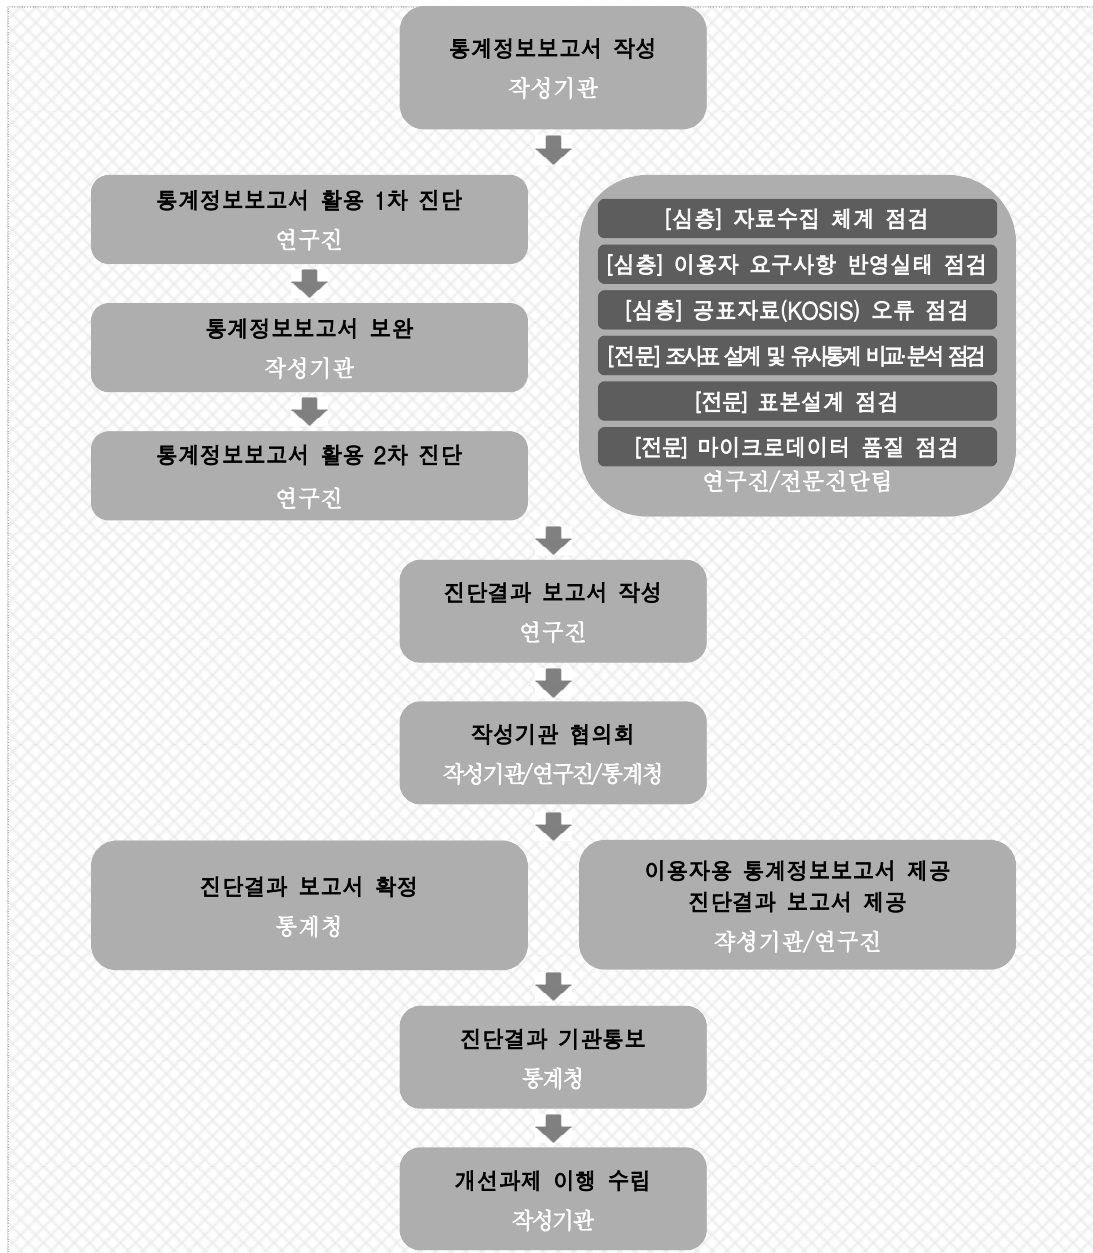 통계정보보고서 작성
작성기관
통계정보보고서 활용 1차 진단
연구진
통계정보보고서 보완
작성기관
통계정보보고서 활용 2차 진단
연구진
[심층] 자료수집 체계 점검
[심층] 이용자 요구사항 반영실태 점검
[심층] 공표자료(KOSIS) 오류 점검
[전문] 조사표 설계 및 유사통계 비교·분석 점검
[전문] 표본설계 점검
[전문] 마이크로데이터 품질 점검
연구진/전문진단팀
진단결과 보고서 작성
연구진
작성기관 협의회
작성기관/연구진/통계청
진단결과 보고서 확정
통계청
이용자용 통계정보보고서 제공
진단결과 보고서 제공
작성기관/연구진
진단결과 기관통보
통계청
개선과제 이행 수립
작성기관